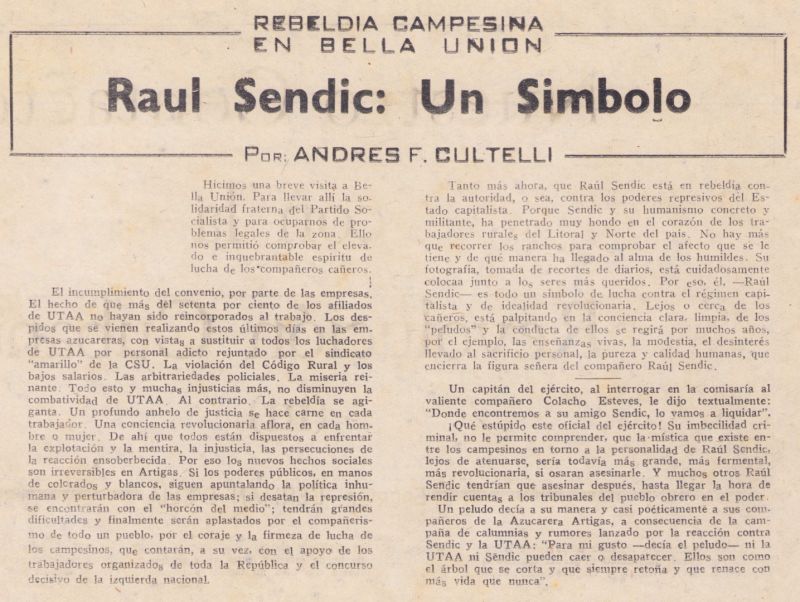 REBELDIA CAMPESINA
EN BELLA UNION
Raul Sendic: Un Simbolo
POR: ANDRES F. CULTELLI
Hicimos una breve visita a Be-
lla Unión. Para llevar allí la so-
lidaridad fraterna del Partido So-
cialista y para ocuparnos de pro-
blemas legales de la zona. Ello
nos permitió comprobar el eleva-
do e inquebrantable espíritu de
lucha de los compañeros cañeros.
El incumplimiento del convenio, por parte de las empresas,
El hecho de que más del setenta por ciento de los afiliados
de UTAA no hayan sido reincorporados al trabajo. Los des-
pidos que se vienen realizando estos últimos días en las em-
presas azucareras, con vistas a sustituir a todos los luchadores
de UTAA por personal adicto rejuntado por el sindicato
"amarillo" de la CSU. La violación del Código Rural y los
bajos salarios. Las arbitrariedades policiales. La miseria rei-
nante. Todo esto y muchas injusticias más, no disminuyen la
combatividad de UTAA. Al contrario. La rebeldía se agi-
ganta. Un profundo anhelo de justicia se hace carne en cada
trabajador. Una conciencia revolucionaria aflora, en cada hom-
bre o mujer. De ahí que todos están dispuestos a enfrentar
la explotación y la mentira, la injusticia, las persecuciones de
la reacción ensoberbecida. Por eso los nuevos hechos sociales
son irreversibles en Artigas. Si los poderes públicos, en manos
de colorados y blancos, siguen apuntalando la política inhu-
mana y perturbadora de las empresas; si desatan la represión,
se encontrarán con el "horcón del medio"; tendrán grandes
dificultades y finalmente serán aplastados por el compañeris-
mo de todo un pueblo, por el coraje y la firmeza de lucha de
los campesinos, que contarán, a su vez, con el apoyo de los
trabajadores organizados de toda la República y el concurso
decisivo de la izquierda nacional.
Tanto más ahora, que Raúl Sendic está en rebeldía con-
tra la autoridad, o sea, contra los poderes represivos del Es-
tado capitalista. Porque Sendic y su humanismo concreto y
militante, ha penetrado muy hondo en el corazón de los tra-
bajadores rurales del Litoral y Norte del país. No hay más
que recorrer los ranchos para comprobar el afecto que se le
tiene y de qué manera ha llegado al alma de los humildes. Su
fotografía, tomada de recortes de diarios, está cuidadosamente
colocaa junto a los seres más queridos. Por eso, él, —Raúl
Sendic— es todo un símbolo de lucha contra el régimen capi-
talista y de idealidad revolucionaria. Lejos o cerca de los
cañeros, está palpitando en la conciencia clara, limpia, de los
"peludos" y la conducta de ellos se regirá por muchos años,
por el ejemplo, las enseñanzas vivas, la modestia, el desinterés
llevado al sacrificio personal, la pureza y calidad humanas, que
encierra la figura señera del compañero Raúl Sendic.
Un capitán del ejército, al interrogar en la comisaría al
valiente compañero Colacho Esteves, le dijo textualmente:
"Donde encontremos a su amigo Sendic, lo vamos a liquidar".
¡Qué estúpido este oficial del ejército! Su imbecilidad cri-
minal, no le permite comprender, que la mística que existe en-
tre los campesinos en torno a la personalidad de Raúl Sendic,
lejos de atenuarse, sería todavía más grande, más fermental,
más revolucionaria, si osaran asesinarle. Y muchos otros Raúl
Sendic tendrían que asesinar después, hasta llegar la hora de
rendir cuentas a los tribunales del pueblo obrero en el poder.
Un peludo decía a su manera y casi poéticamente a sus com-
pañeros de la Azucarera Artigas, a consecuencia de la cam-
paña de calumnias y rumores lanzado por la reacción contra
Sendic y la UTAA: "Para mi gusto —decía el peludo— ni la
UTAA ni Sendic pueden caer o desaparecer. Ellos son como
el árbol que se corta y que siempre retoña y que renace con
más vida que nunca".